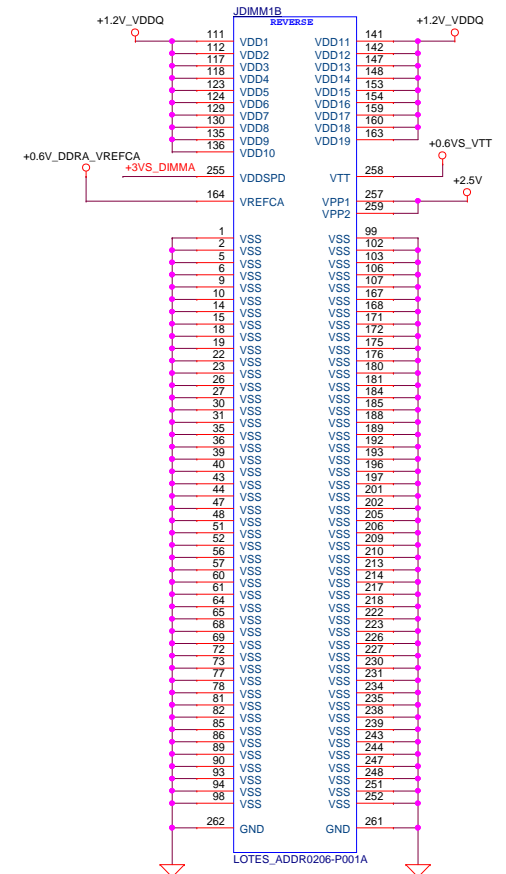 JDIMM1B
REVERSE
+1.2V_VDDQ +1.2V_VDDQ
111 VDD1 VDD11 141
112 VDD2 VDD12 142
117 VDD3 VDD13 147
118 VDD4 VDD14 148
123 VDD5 VDD15 153
124 VDD6 VDD16 154
129 VDD7 VDD17 159
130 VDD8 VDD18 160
135 VDD9 VDD19 163
136 VDD10
+0.6V_DDRA_VREFCA +0.6VS_VTT
+3VS_DIMMA 255 VDDSPD VTT 258
+2.5V
164 VREFCA VPP1 257
VPP2 259
1 VSS VSS 99
2 VSS VSS 102
5 VSS VSS 103
6 VSS VSS 106
9 VSS VSS 107
10 VSS VSS 167
14 VSS VSS 168
15 VSS VSS 171
18 VSS VSS 172
19 VSS VSS 175
22 VSS VSS 176
23 VSS VSS 180
26 VSS VSS 181
27 VSS VSS 184
30 VSS VSS 185
31 VSS VSS 188
35 VSS VSS 189
36 VSS VSS 192
39 VSS VSS 193
40 VSS VSS 196
43 VSS VSS 197
44 VSS VSS 201
47 VSS VSS 202
48 VSS VSS 205
51 VSS VSS 206
52 VSS VSS 209
56 VSS VSS 210
57 VSS VSS 213
60 VSS VSS 214
61 VSS VSS 217
64 VSS VSS 218
65 VSS VSS 222
68 VSS VSS 223
69 VSS VSS 226
72 VSS VSS 227
73 VSS VSS 230
77 VSS VSS 231
78 VSS VSS 234
81 VSS VSS 235
82 VSS VSS 238
85 VSS VSS 239
86 VSS VSS 243
89 VSS VSS 244
90 VSS VSS 247
93 VSS VSS 248
94 VSS VSS 251
98 VSS VSS 252
262 GND GND 261
LOTES_ADDR0206-P001A